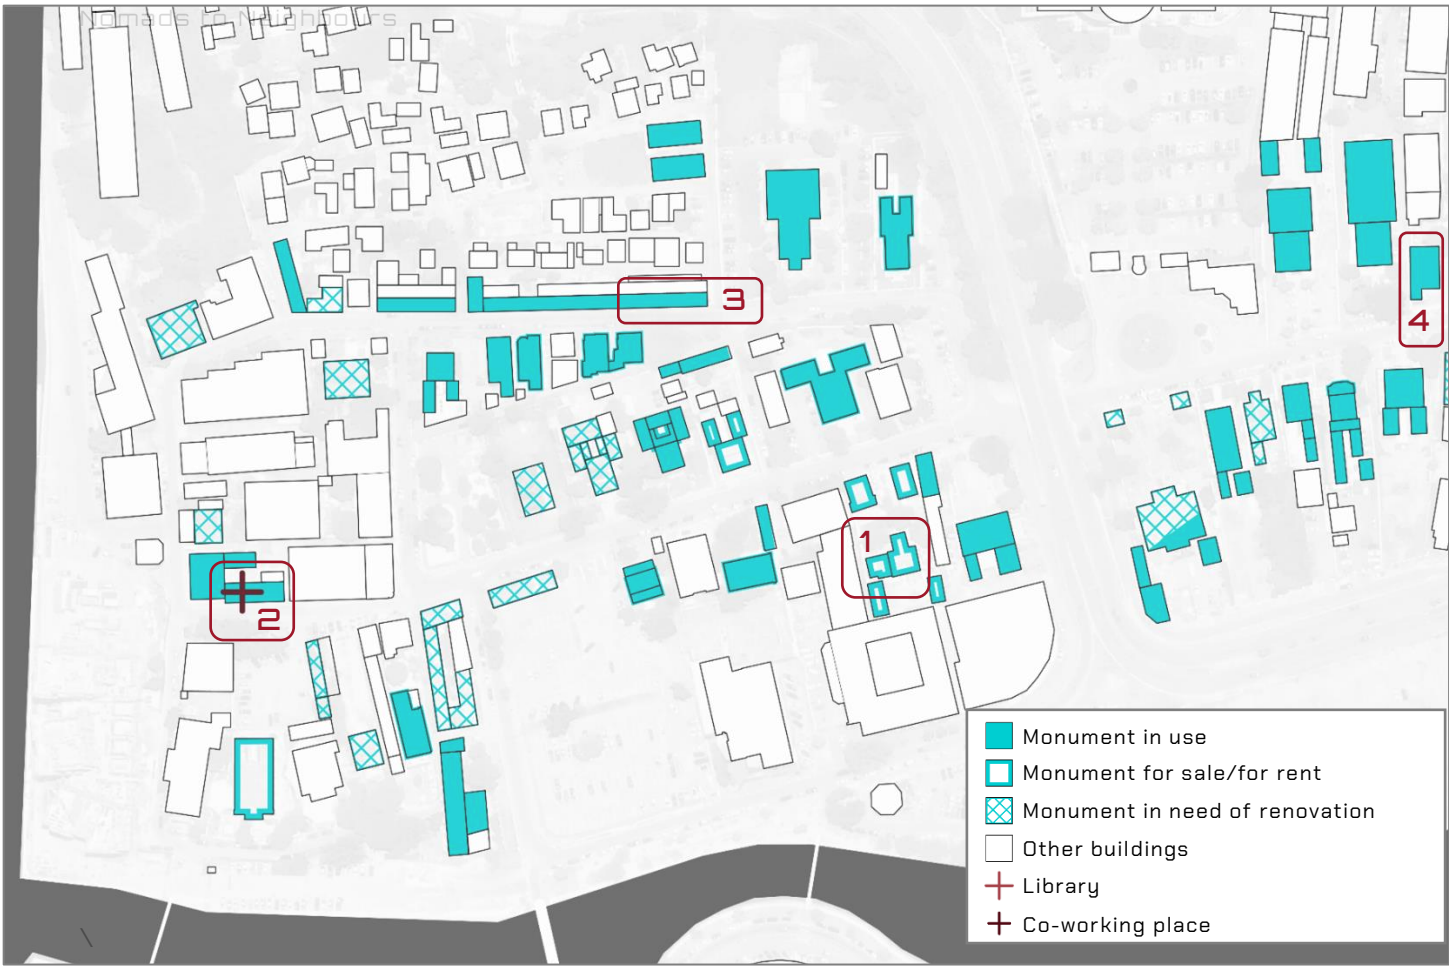 Nomads to Neighbours
3
4
1
2
Monument in use
Monument for sale/for rent
Monument in need of renovation
Other buildings
Library
Co-working place